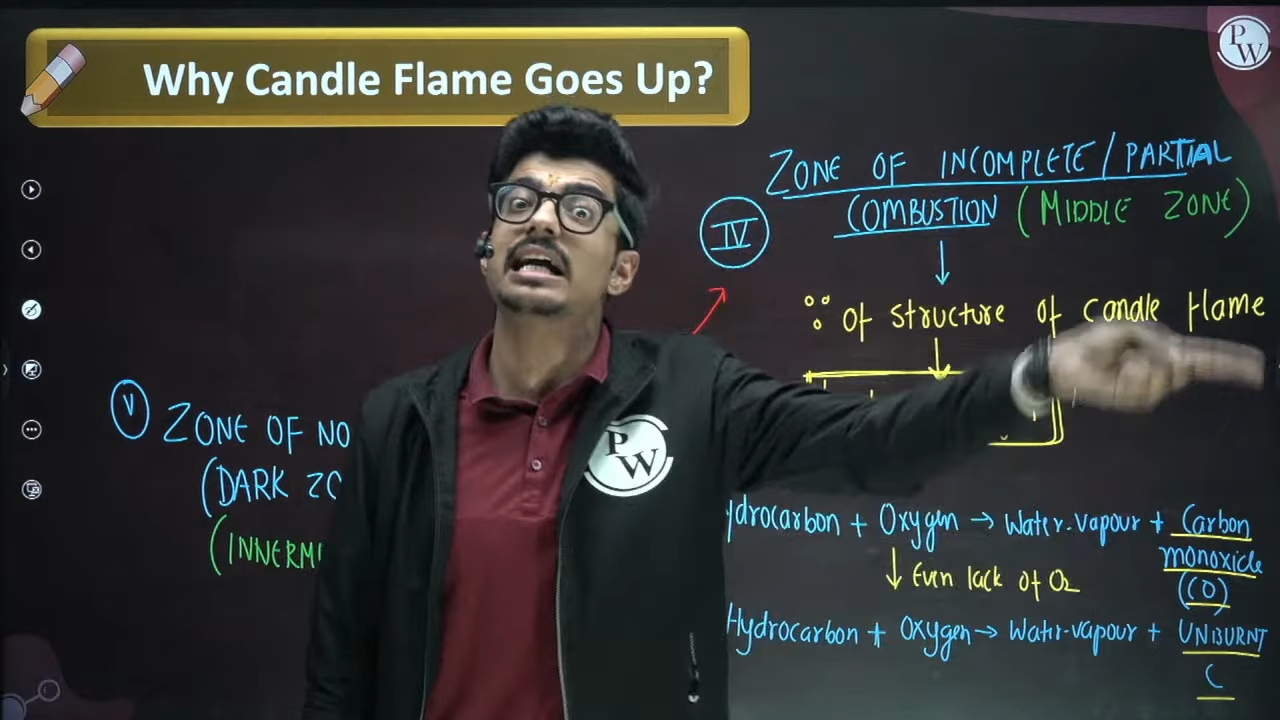 Why Candle Flame Goes Up?
PW
ZONE OF INCOMPLETE / PARTIAL
COMBUSTION (MIDDLE ZONE)
IV
∵ of structure of candle flame
V
ZONE OF NO
(DARK ZO
(INNERM
PW
ydrocarbon + Oxygen → Water-vapour + Carbon
monoxide
(CO)
↓ Even lack of O₂
Hydrocarbon + Oxygen → Water-vapour + UNBURNT
C